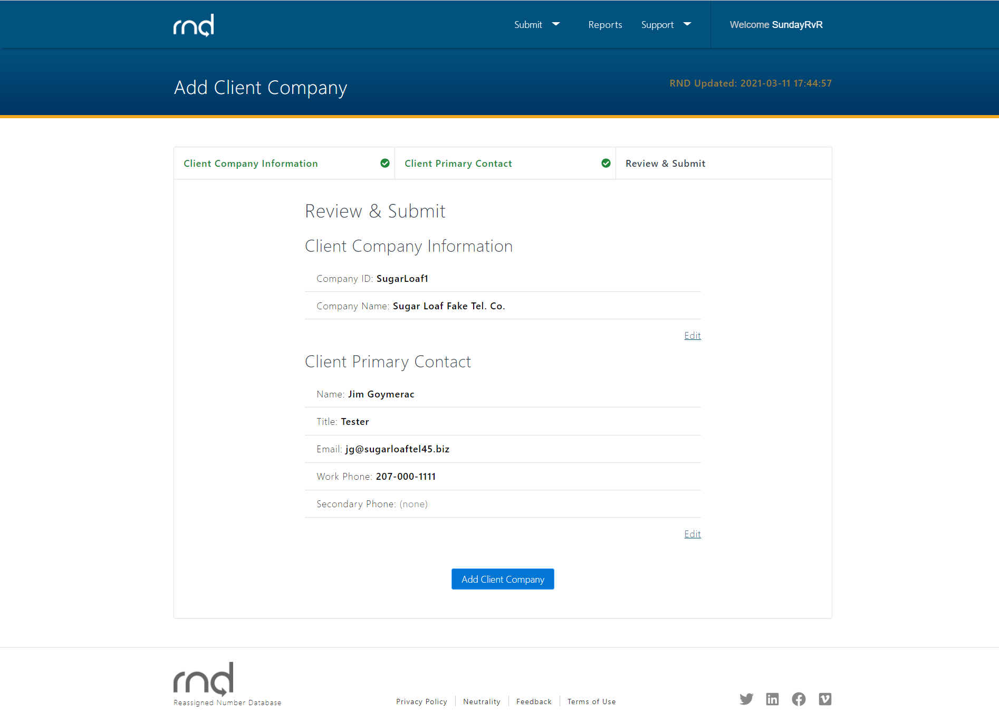 rnd
Submit
Reports
Support
Welcome SundayRvR
Add Client Company
RND Updated: 2021-03-11 17:44:57
Client Company Information
Client Primary Contact
Review & Submit
Review & Submit
Client Company Information
Company ID: SugarLoaf1
Company Name: Sugar Loaf Fake Tel. Co.
Edit
Client Primary Contact
Name: Jim Goymerac
Title: Tester
Email: jg@sugarloaftel45.biz
Work Phone: 207-000-1111
Secondary Phone: (none)
Edit
Add Client Company
rnd
Reassigned Number Database
Privacy Policy
Neutrality
Feedback
Terms of Use